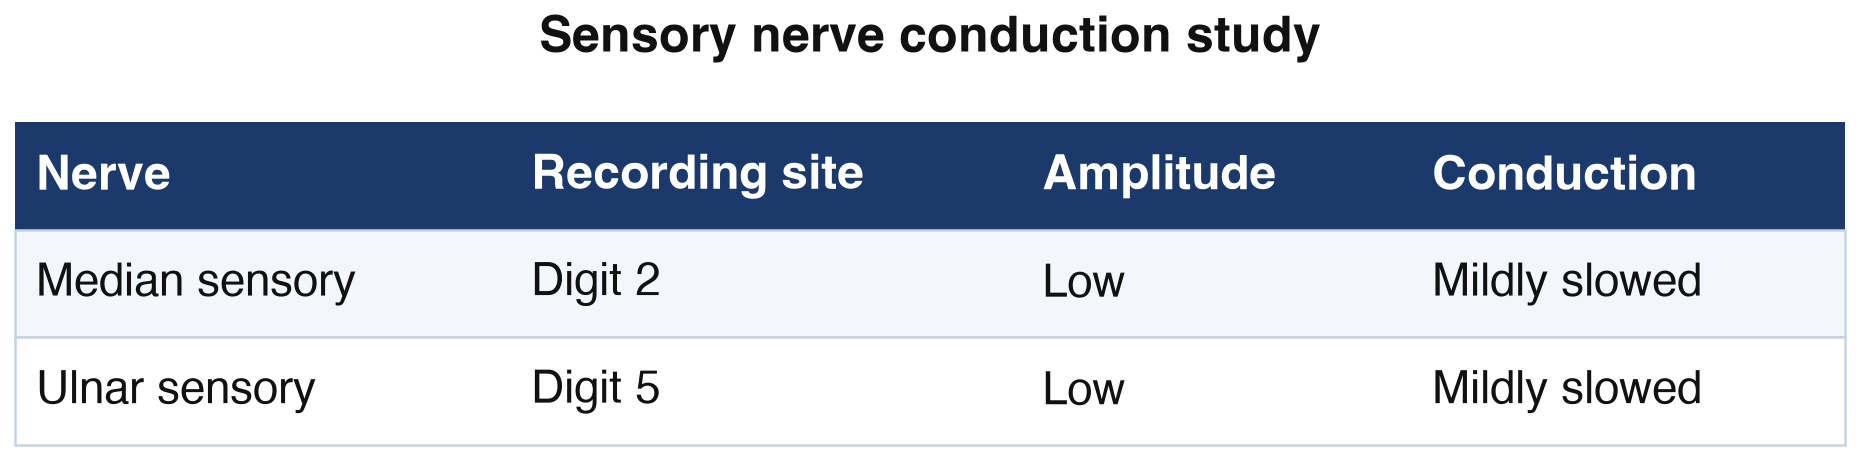 Sensory nerve conduction study
Nerve Recording site Amplitude Conduction
Median sensory Digit 2 Low Mildly slowed
Ulnar sensory Digit 5 Low Mildly slowed